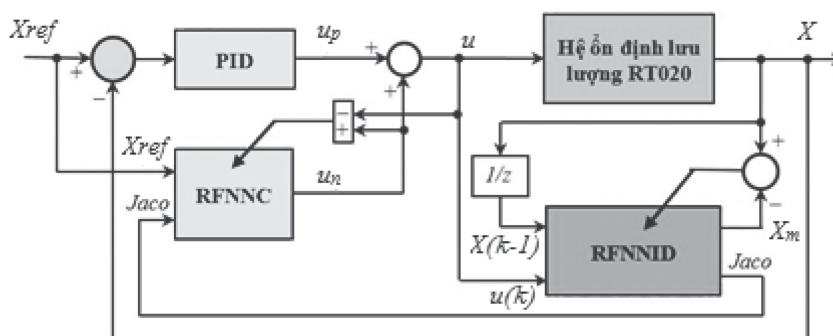 Xref
+
−
PID
up
+
+
u
Hệ ổn định lưu
lượng RT020
X
−
+
Xref
Jaco
RFNNC
un
1/z
+
−
X(k-1)
RFNNID
Xm
Jaco
u(k)